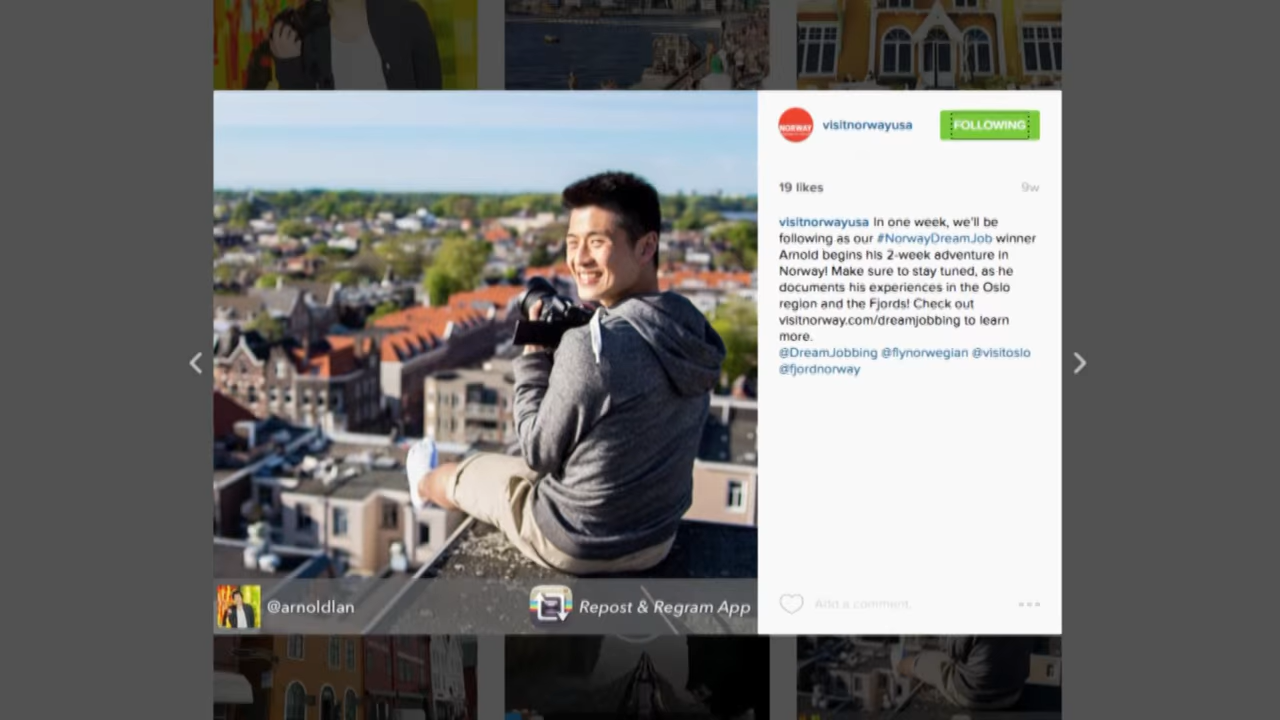 NORWAY
visitnorwayusa
FOLLOWING
19 likes
9w
visitnorwayusa In one week, we'll be
following as our #NorwayDreamJob winner
Arnold begins his 2-week adventure in
Norway! Make sure to stay tuned, as he
documents his experiences in the Oslo
region and the Fjords! Check out
visitnorway.com/dreamjobbing to learn
more.
@DreamJobbing @flynorwegian @visitoslo
@fjordnorway
@arnoldlan
Repost & Regram App
Add a comment.